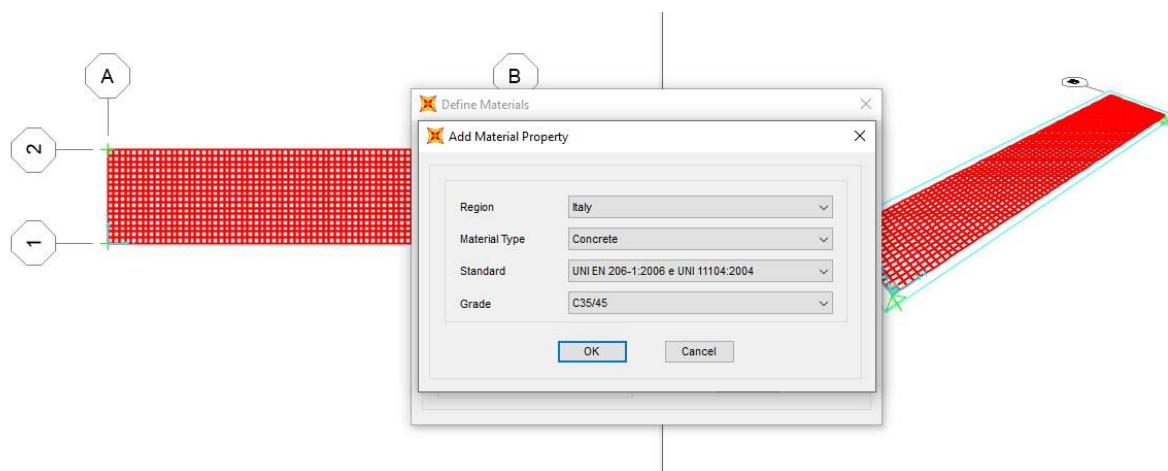 A
B
2
1
Define Materials
Add Material Property
Region
Italy
Material Type
Concrete
Standard
UNI EN 206-1:2006 e UNI 11104:2004
Grade
C35/45
OK
Cancel